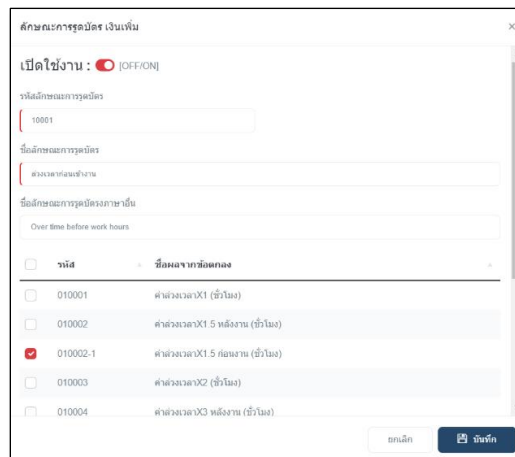 ลักษณะการรูดบัตร เงินเพิ่ม ×
เปิดใช้งาน : [OFF/ON]
รหัสลักษณะการรูดบัตร
10001
ชื่อลักษณะการรูดบัตร
ล่วงเวลาก่อนเข้างาน
ชื่อลักษณะการรูดบัตรงภาษาอื่น
Over time before work hours
รหัส ชื่อผลจากข้อตกลง
010001 ค่าล่วงเวลาX1 (ชั่วโมง)
010002 ค่าล่วงเวลาX1.5 หลังงาน (ชั่วโมง)
010002-1 ค่าล่วงเวลาX1.5 ก่อนงาน (ชั่วโมง)
010003 ค่าล่วงเวลาX2 (ชั่วโมง)
010004 ค่าล่วงเวลาX3 หลังงาน (ชั่วโมง)
ยกเลิก บันทึก